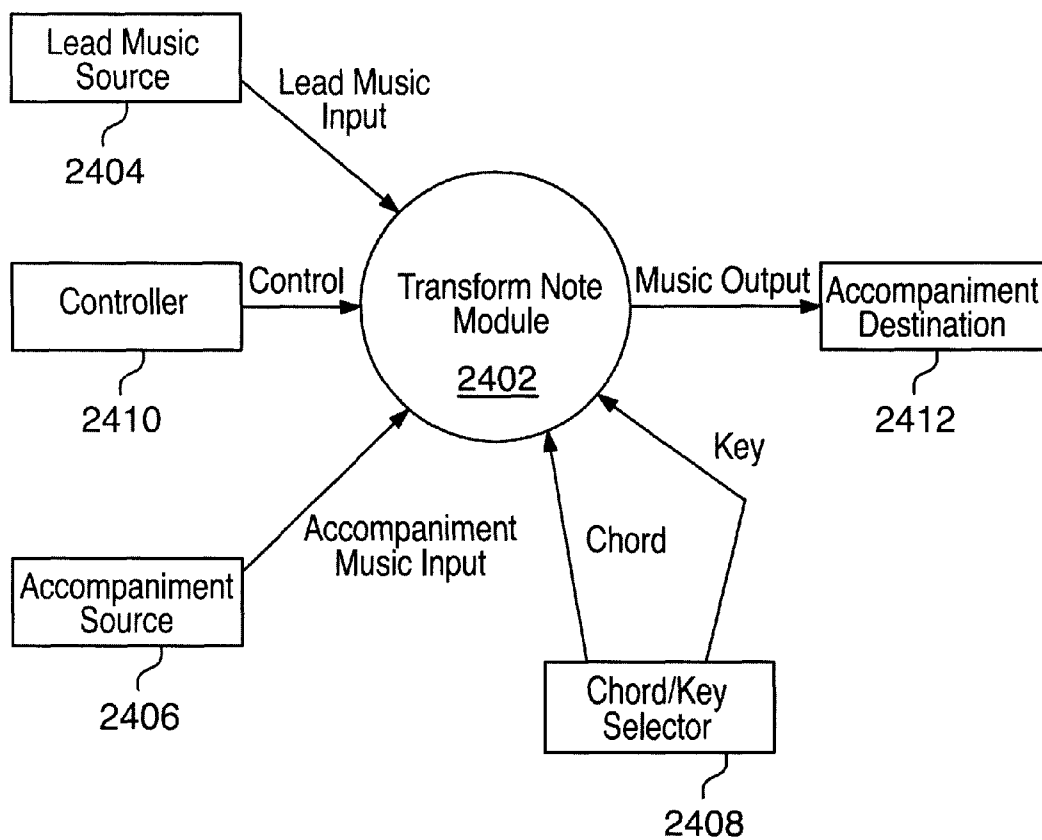 Lead Music
Source
2404
Lead Music
Input
Controller
2410
Control
Transform Note
Module
2402
Music Output
Accompaniment
Destination
2412
Accompaniment
Source
2406
Accompaniment
Music Input
Chord
Key
Chord/Key
Selector
2408